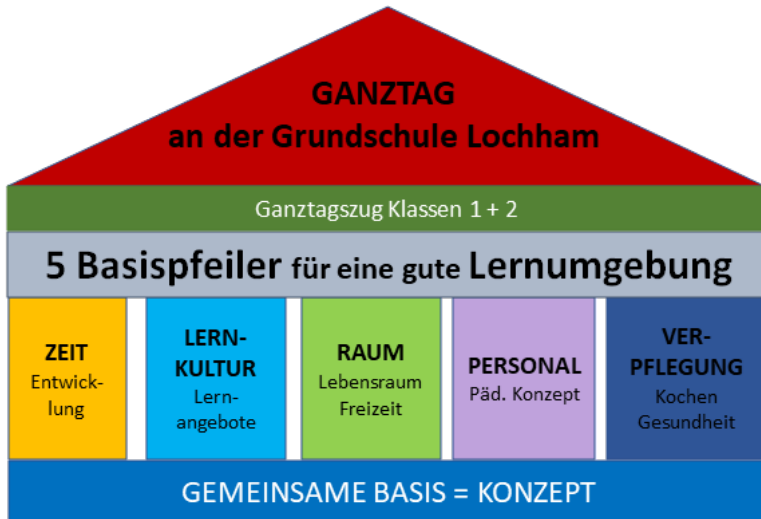 GANZTAG
an der Grundschule Lochham
Ganztagszug Klassen 1 + 2
5 Basispfeiler für eine gute Lernumgebung
ZEIT
Entwick-
lung
LERN-
KULTUR
Lern-
angebote
RAUM
Lebensraum
Freizeit
PERSONAL
Päd. Konzept
VER-
PFLEGUNG
Kochen
Gesundheit
GEMEINSAME BASIS = KONZEPT